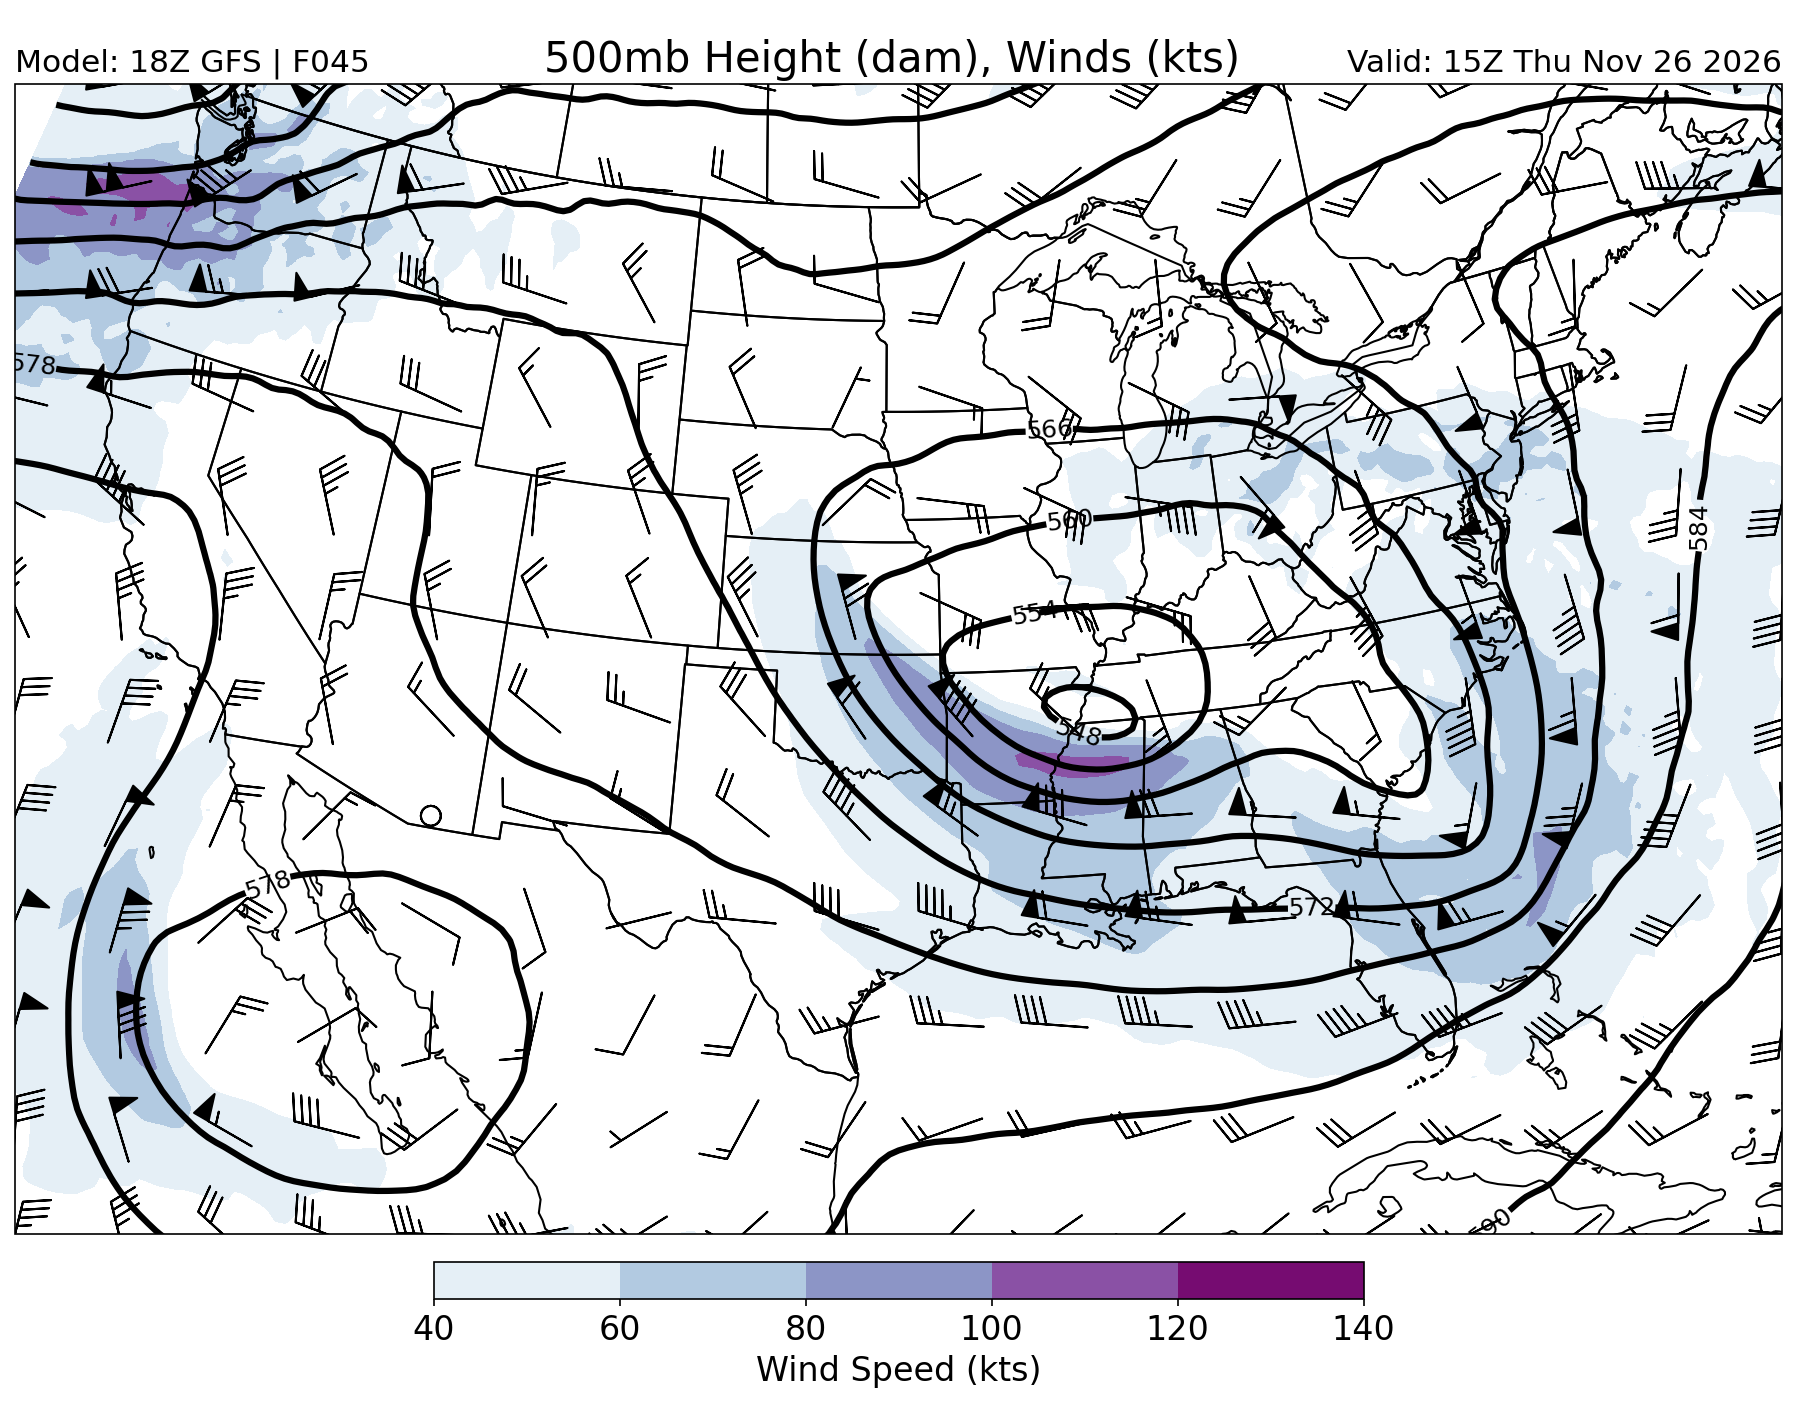 Model: 18Z GFS | F045
500mb Height (dam), Winds (kts)
Valid: 15Z Thu Nov 26 2026
578
566
560
584
554
548
578
572
40 60 80 100 120 140
Wind Speed (kts)